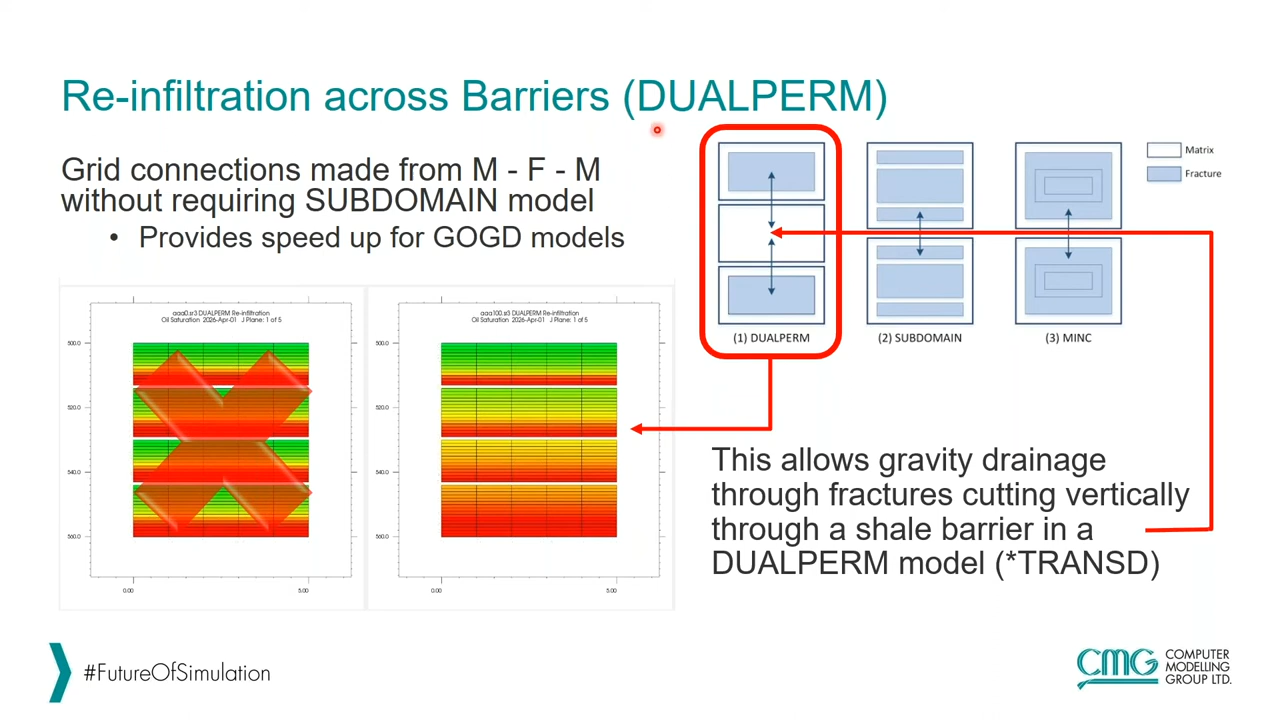 Re-infiltration across Barriers (DUALPERM)
Grid connections made from M - F - M
without requiring SUBDOMAIN model
• Provides speed up for GOGD models
Matrix
Fracture
(1) DUALPERM
(2) SUBDOMAIN
(3) MINC
aaa0.sr3 DUALPERM Re-infiltration
Oil Saturation 2026-Apr-01 J Plane: 1 of 5
500.0
520.0
540.0
560.0
0.00
5.00
aaa100.sr3 DUALPERM Re-infiltration
Oil Saturation 2026-Apr-01 J Plane: 1 of 5
500.0
520.0
540.0
560.0
0.00
5.00
This allows gravity drainage
through fractures cutting vertically
through a shale barrier in a
DUALPERM model (*TRANSD)
#FutureOfSimulation
CMG
COMPUTER
MODELLING
GROUP LTD.